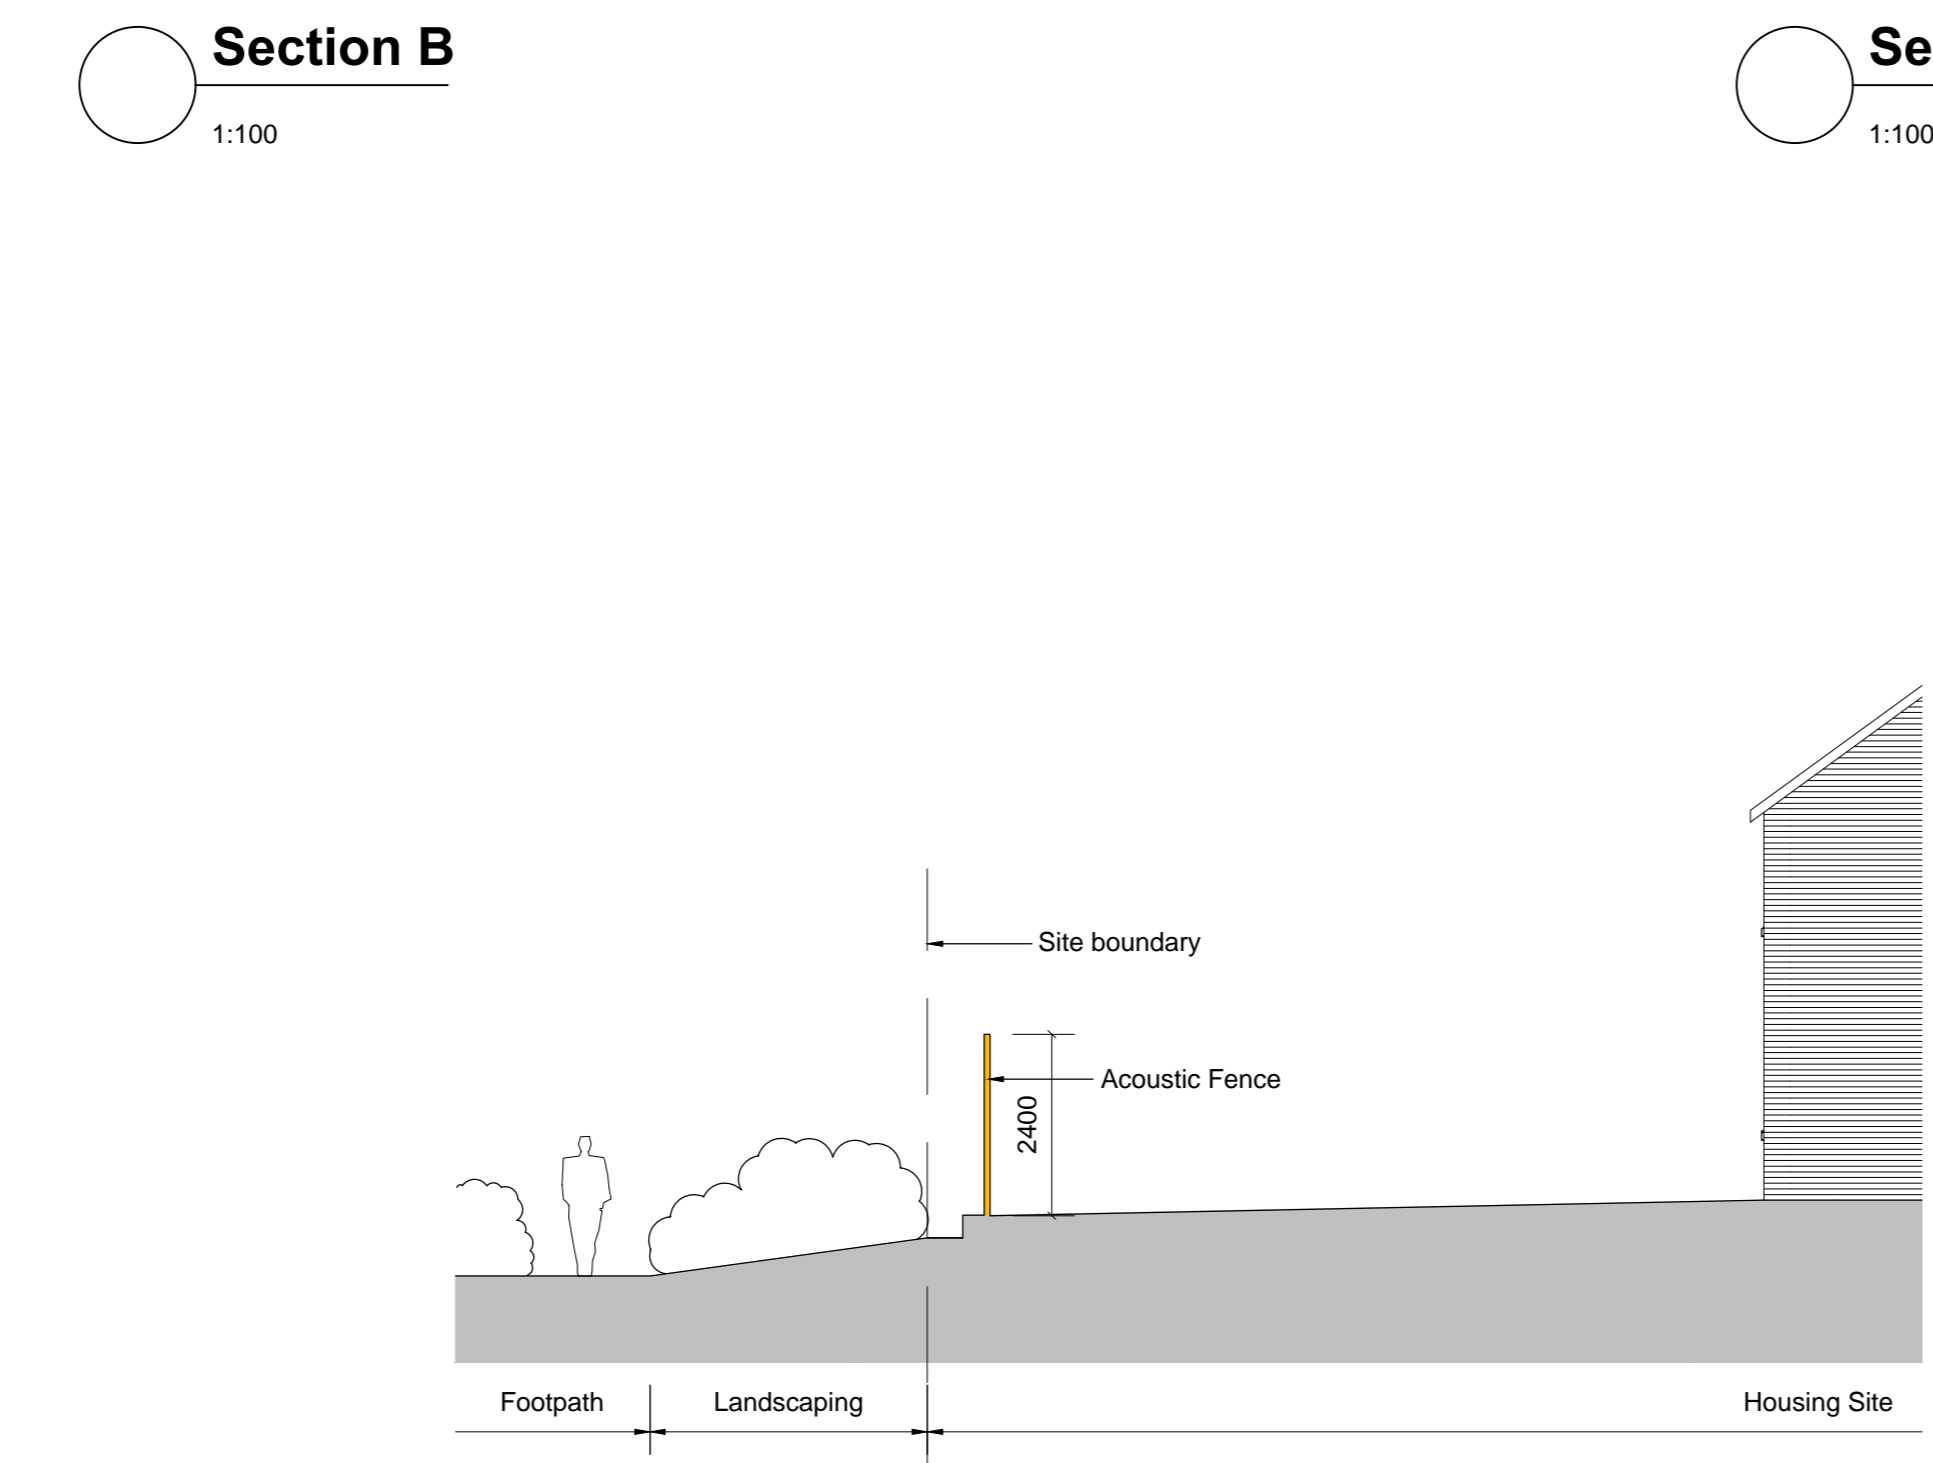 Section B
1:100
Se
1:100
Site boundary
Acoustic Fence
2400
Footpath
Landscaping
Housing Site